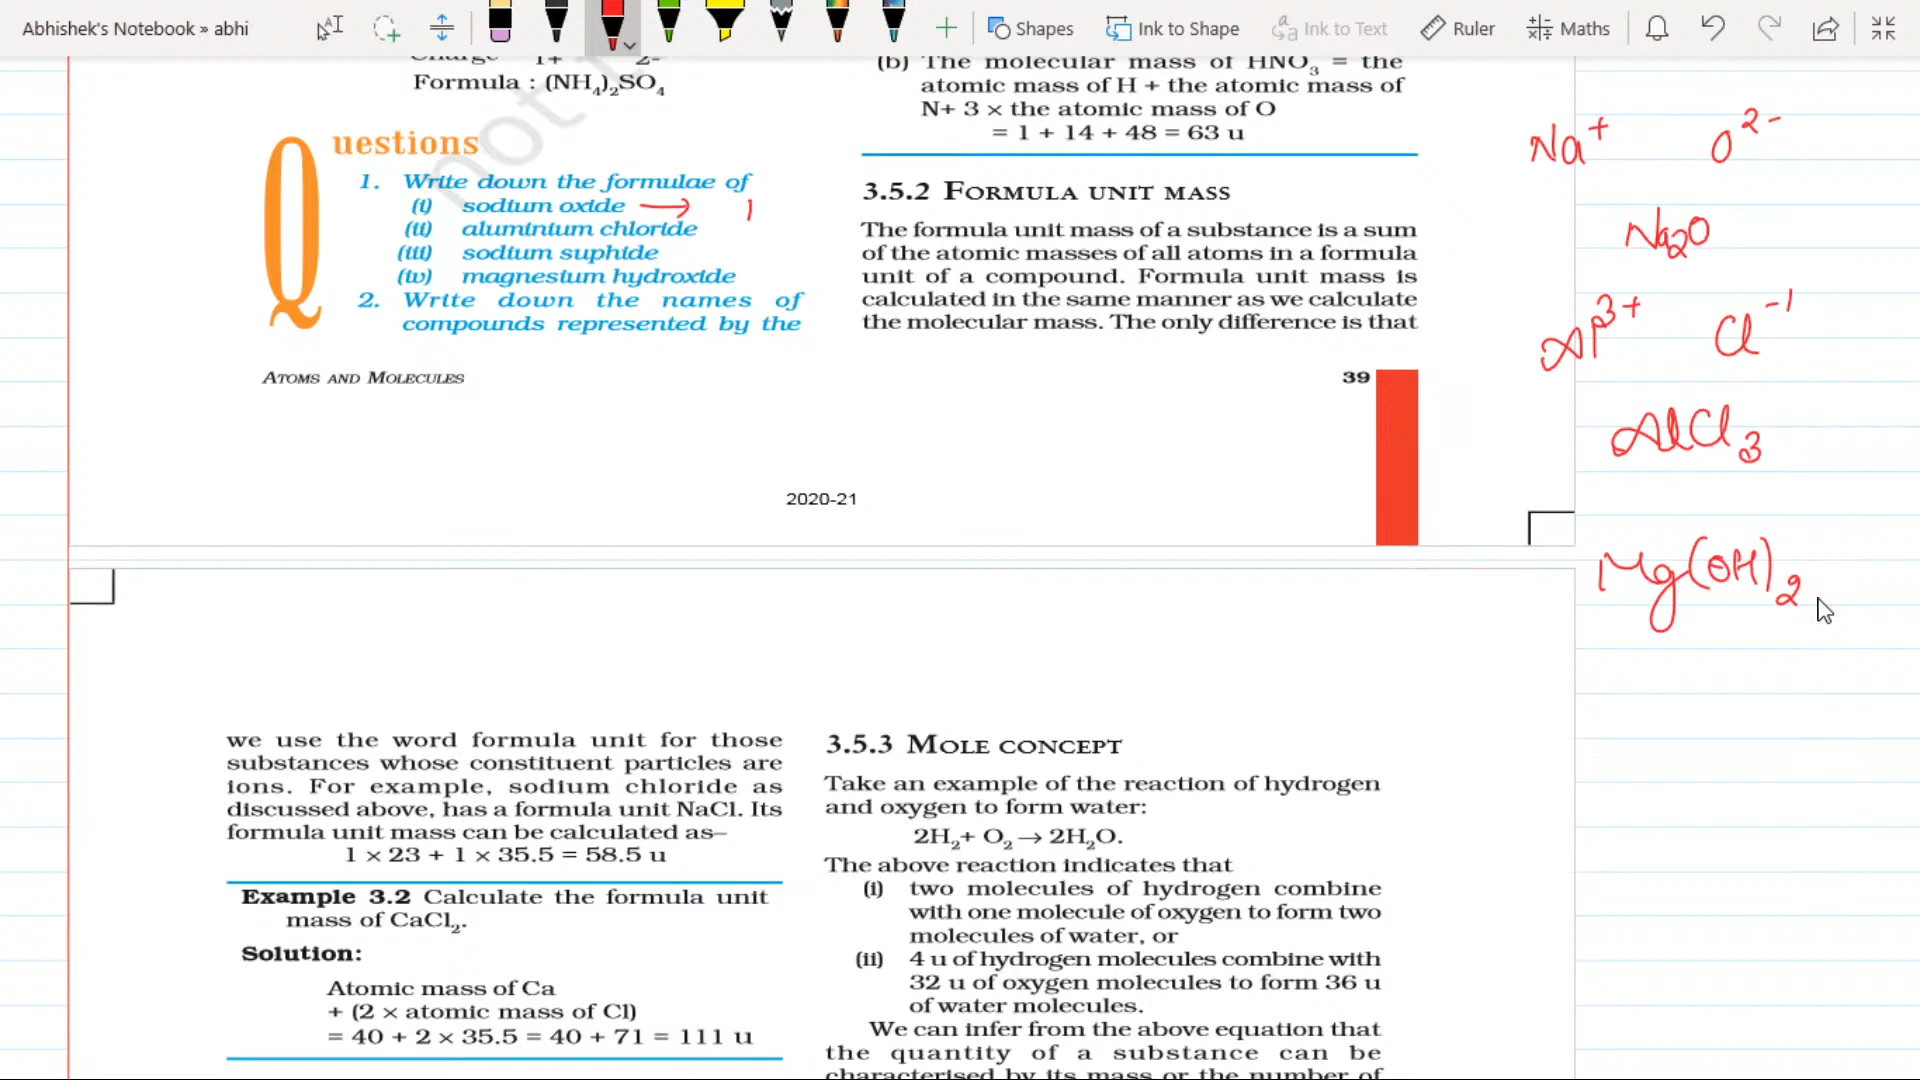 Abhishek's Notebook » abhi
Shapes
Ink to Shape
Ink to Text
Ruler
Maths
Formula : (NH4)2SO4
Questions
1. Write down the formulae of
(i) sodium oxide →
(ii) aluminium chloride
(iii) sodium suphide
(iv) magnesium hydroxide
2. Write down the names of
compounds represented by the
ATOMS AND MOLECULES
(b) The molecular mass of HNO3 = the
atomic mass of H + the atomic mass of
N+ 3 × the atomic mass of O
= 1 + 14 + 48 = 63 u
3.5.2 FORMULA UNIT MASS
The formula unit mass of a substance is a sum
of the atomic masses of all atoms in a formula
unit of a compound. Formula unit mass is
calculated in the same manner as we calculate
the molecular mass. The only difference is that
39
2020-21
Na+ O2-
Na2O
Al3+ Cl-1
AlCl3
Mg(OH)2
we use the word formula unit for those
substances whose constituent particles are
ions. For example, sodium chloride as
discussed above, has a formula unit NaCl. Its
formula unit mass can be calculated as–
1 × 23 + 1 × 35.5 = 58.5 u
Example 3.2 Calculate the formula unit
mass of CaCl2.
Solution:
Atomic mass of Ca
+ (2 × atomic mass of Cl)
= 40 + 2 × 35.5 = 40 + 71 = 111 u
3.5.3 MOLE CONCEPT
Take an example of the reaction of hydrogen
and oxygen to form water:
2H2+ O2 → 2H2O.
The above reaction indicates that
(i) two molecules of hydrogen combine
with one molecule of oxygen to form two
molecules of water, or
(ii) 4 u of hydrogen molecules combine with
32 u of oxygen molecules to form 36 u
of water molecules.
We can infer from the above equation that
the quantity of a substance can be
characterised by its mass or the number of